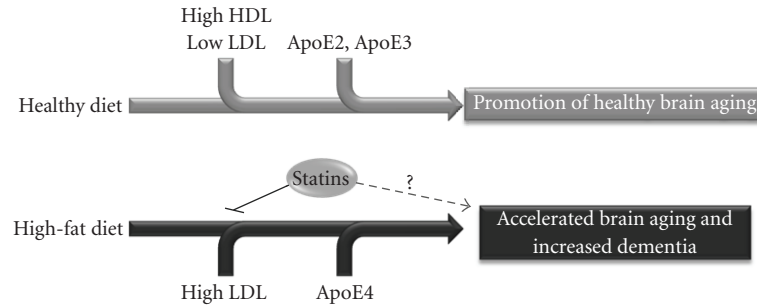 High HDL
Low LDL
ApoE2, ApoE3
Healthy diet
Promotion of healthy brain aging
Statins
?
High-fat diet
Accelerated brain aging and
increased dementia
High LDL
ApoE4